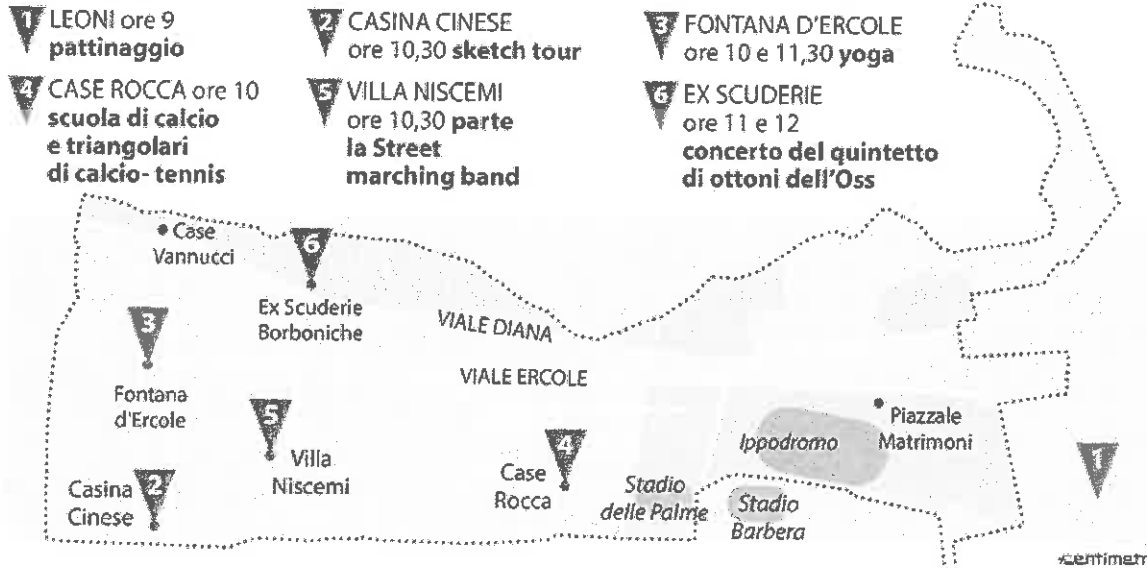 1 LEONI ore 9
pattinaggio
2 CASINA CINESE
ore 10,30 sketch tour
3 FONTANA D'ERCOLE
ore 10 e 11,30 yoga
4 CASE ROCCA ore 10
scuola di calcio
e triangolari
di calcio- tennis
5 VILLA NISCEMI
ore 10,30 parte
la Street
marching band
6 EX SCUDERIE
ore 11 e 12
concerto del quintetto
di ottoni dell'Oss
Case
Vannucci
6
Ex Scuderie
Borboniche
VIALE DIANA
3
Fontana
d'Ercole
VIALE ERCOLE
5
Villa
Niscemi
4
Case
Rocca
Ippodromo
Piazzale
Matrimoni
1
2
Casina
Cinese
Stadio
delle Palme
Stadio
Barbera
centimetr